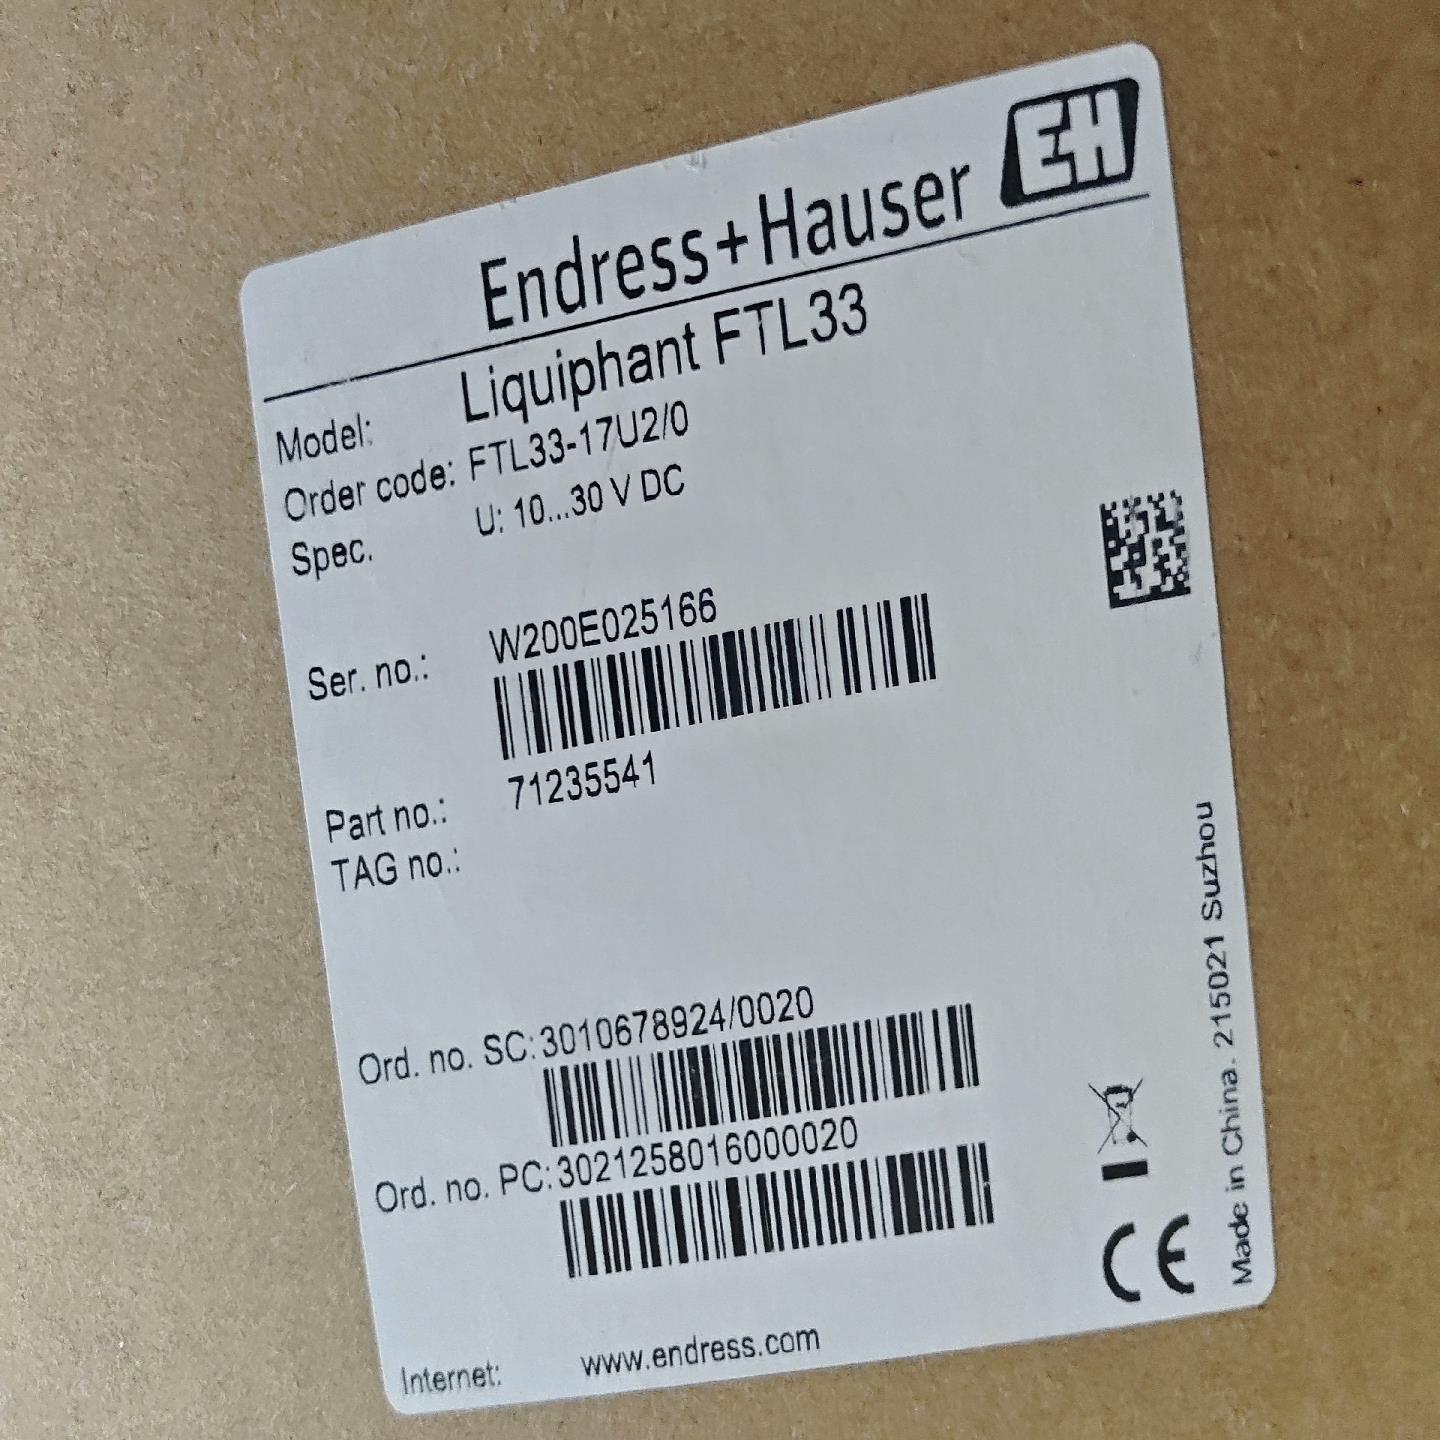 Endress+Hauser EH
Model: Liquiphant FTL33
Order code: FTL33-17U2/0
Spec. U: 10...30 V DC
Ser. no.: W200E025166
Part no.: 71235541
TAG no.:
Ord. no. SC: 3010678924/0020
Ord. no. PC: 3021258016000020
Internet: www.endress.com
CE
Made in China. 215021 Suzhou